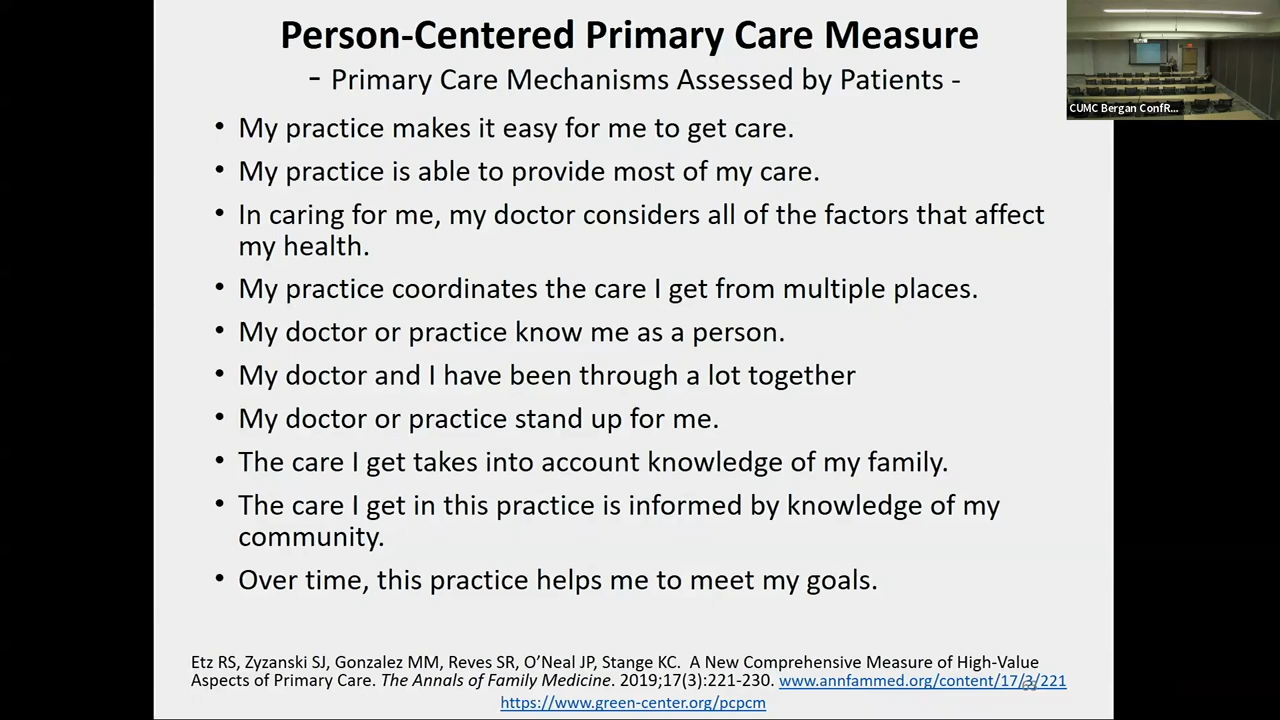 Person-Centered Primary Care Measure
- Primary Care Mechanisms Assessed by Patients -
CUMC Bergan ConfR...
• My practice makes it easy for me to get care.
• My practice is able to provide most of my care.
• In caring for me, my doctor considers all of the factors that affect
my health.
• My practice coordinates the care I get from multiple places.
• My doctor or practice know me as a person.
• My doctor and I have been through a lot together
• My doctor or practice stand up for me.
• The care I get takes into account knowledge of my family.
• The care I get in this practice is informed by knowledge of my
community.
• Over time, this practice helps me to meet my goals.
Etz RS, Zyzanski SJ, Gonzalez MM, Reves SR, O’Neal JP, Stange KC. A New Comprehensive Measure of High-Value
Aspects of Primary Care. The Annals of Family Medicine. 2019;17(3):221-230. www.annfammed.org/content/17/3/221
https://www.green-center.org/pcpcm